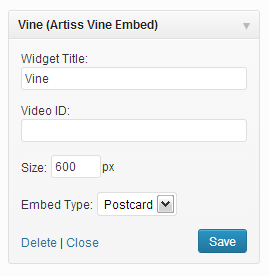 Vine (Artiss Vine Embed)
Widget Title:
Vine
Video ID:
Size: 600 px
Embed Type: Postcard
Delete | Close Save